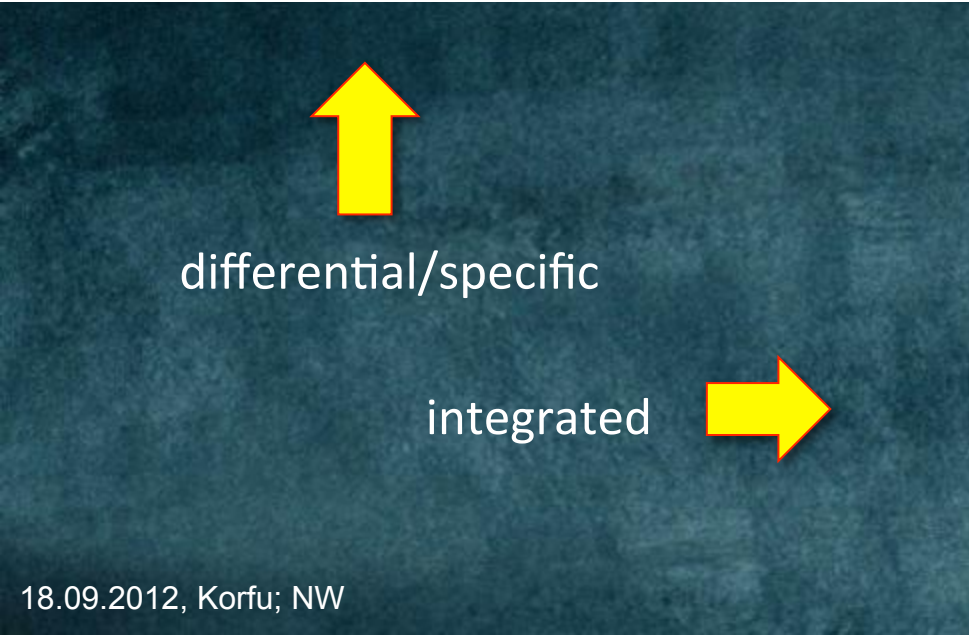 differential/specific
integrated
18.09.2012, Korfu; NW